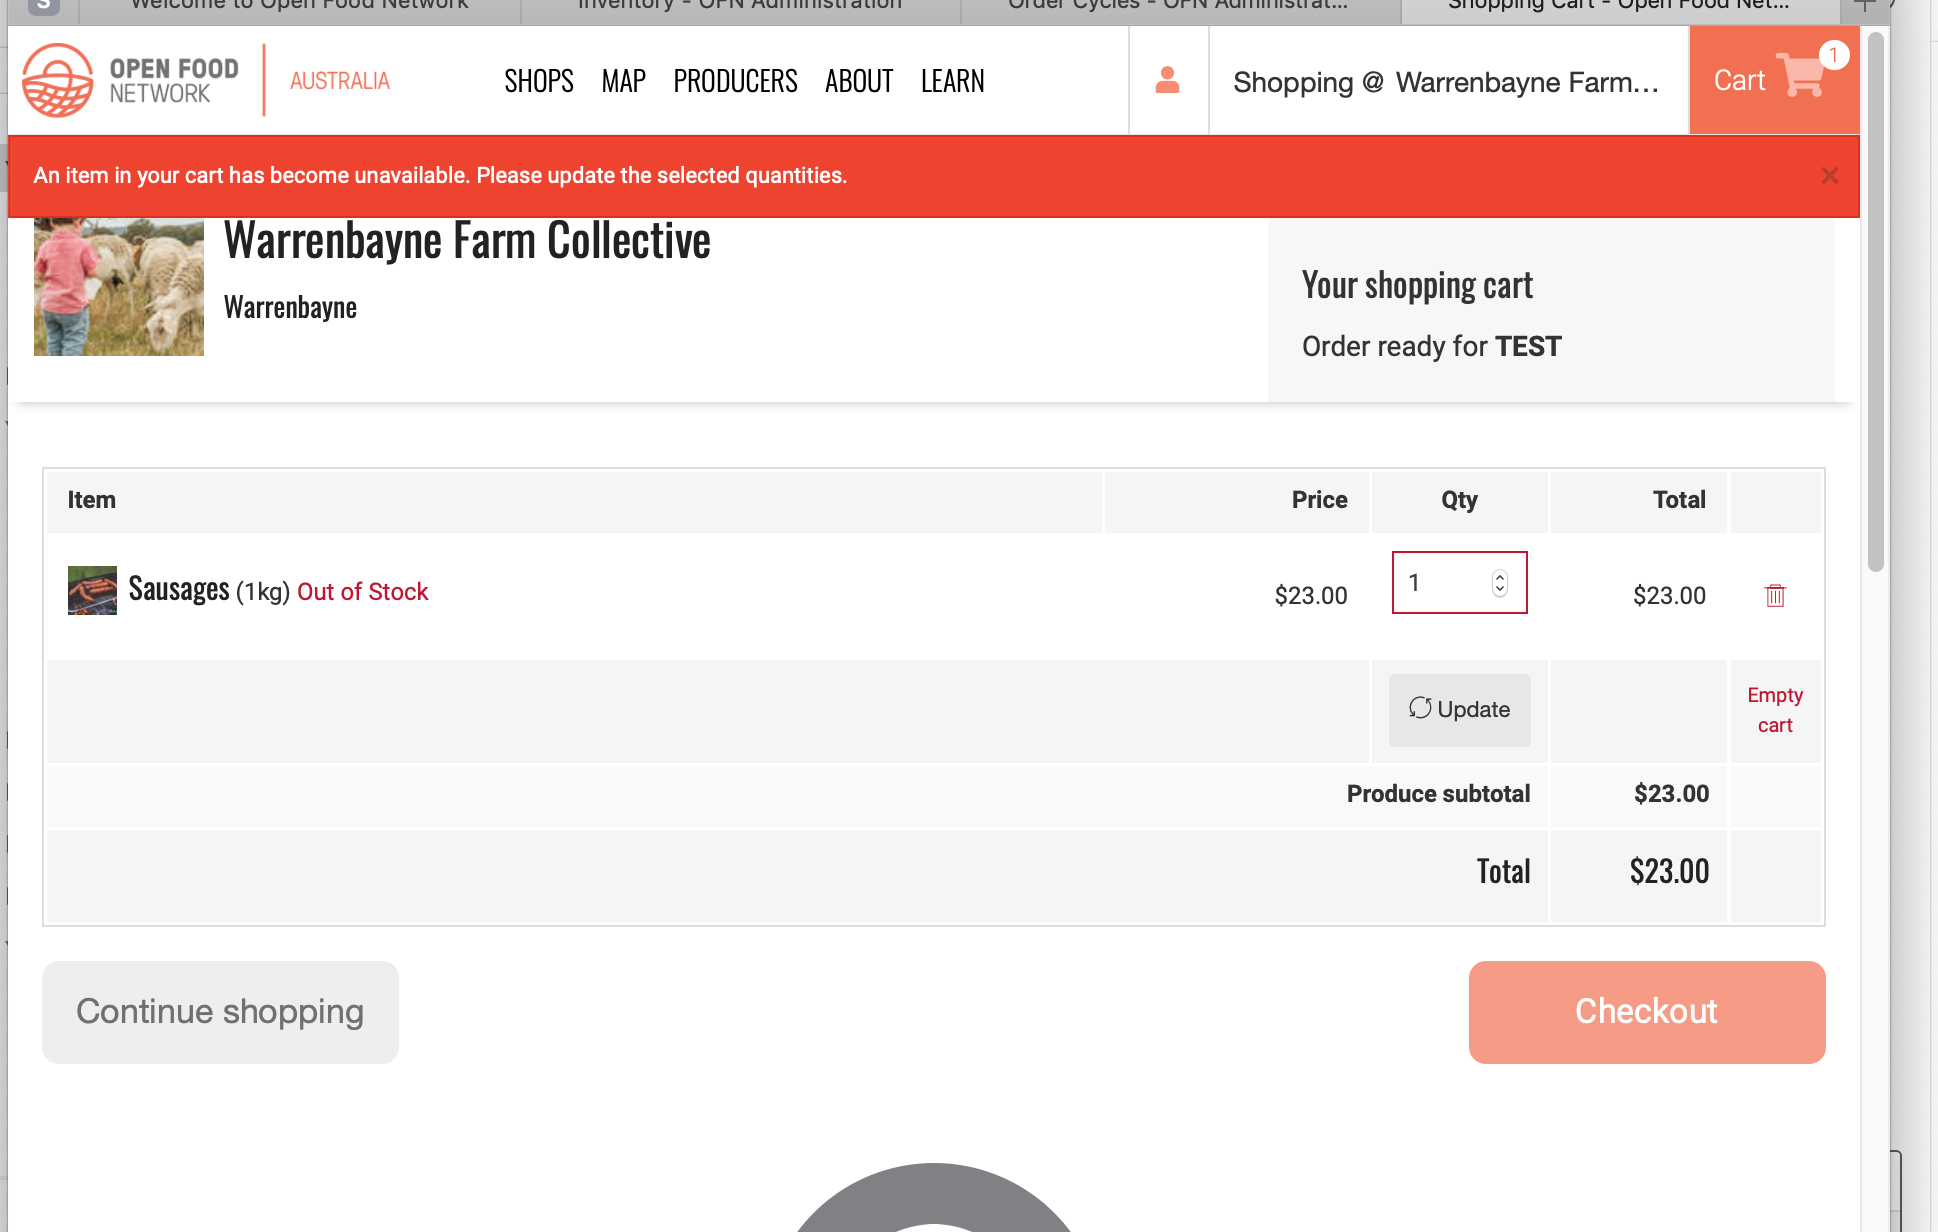 S
Welcome to Open Food Network
Inventory - OFN Administration
Order Cycles - OFN Administrat...
Shopping Cart - Open Food Net...
OPEN FOOD
NETWORK
AUSTRALIA
SHOPS MAP PRODUCERS ABOUT LEARN
Shopping @ Warrenbayne Farm...
Cart 1
An item in your cart has become unavailable. Please update the selected quantities.
Warrenbayne Farm Collective
Warrenbayne
Your shopping cart
Order ready for TEST
Item Price Qty Total
Sausages (1kg) Out of Stock $23.00 1 $23.00
Update
Empty
cart
Produce subtotal $23.00
Total $23.00
Continue shopping
Checkout